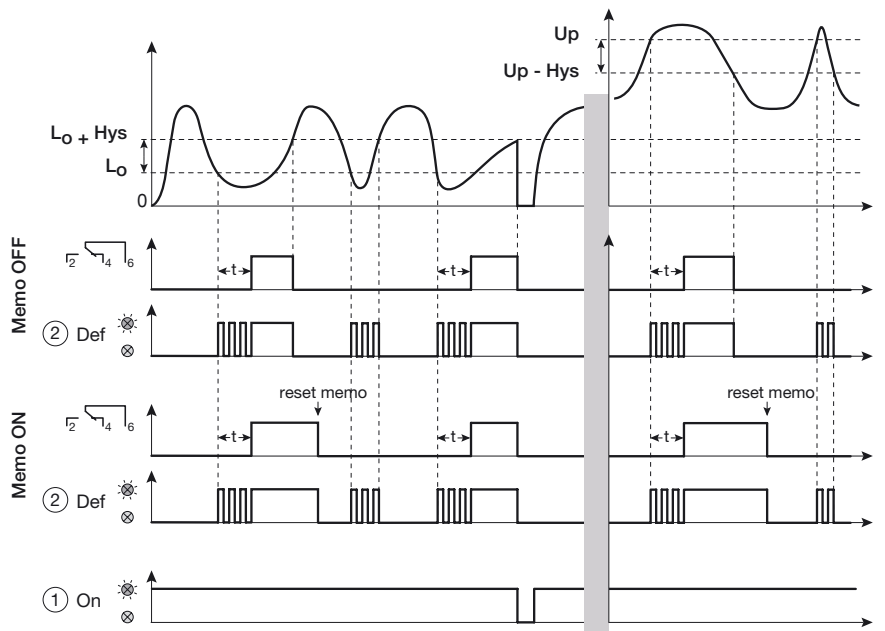 Up
Up - Hys
Lo + Hys
Lo
0
Memo OFF
2 4 6
t t t
2 Def
Memo ON
reset memo reset memo
2 4 6
t t t
2 Def
1 On